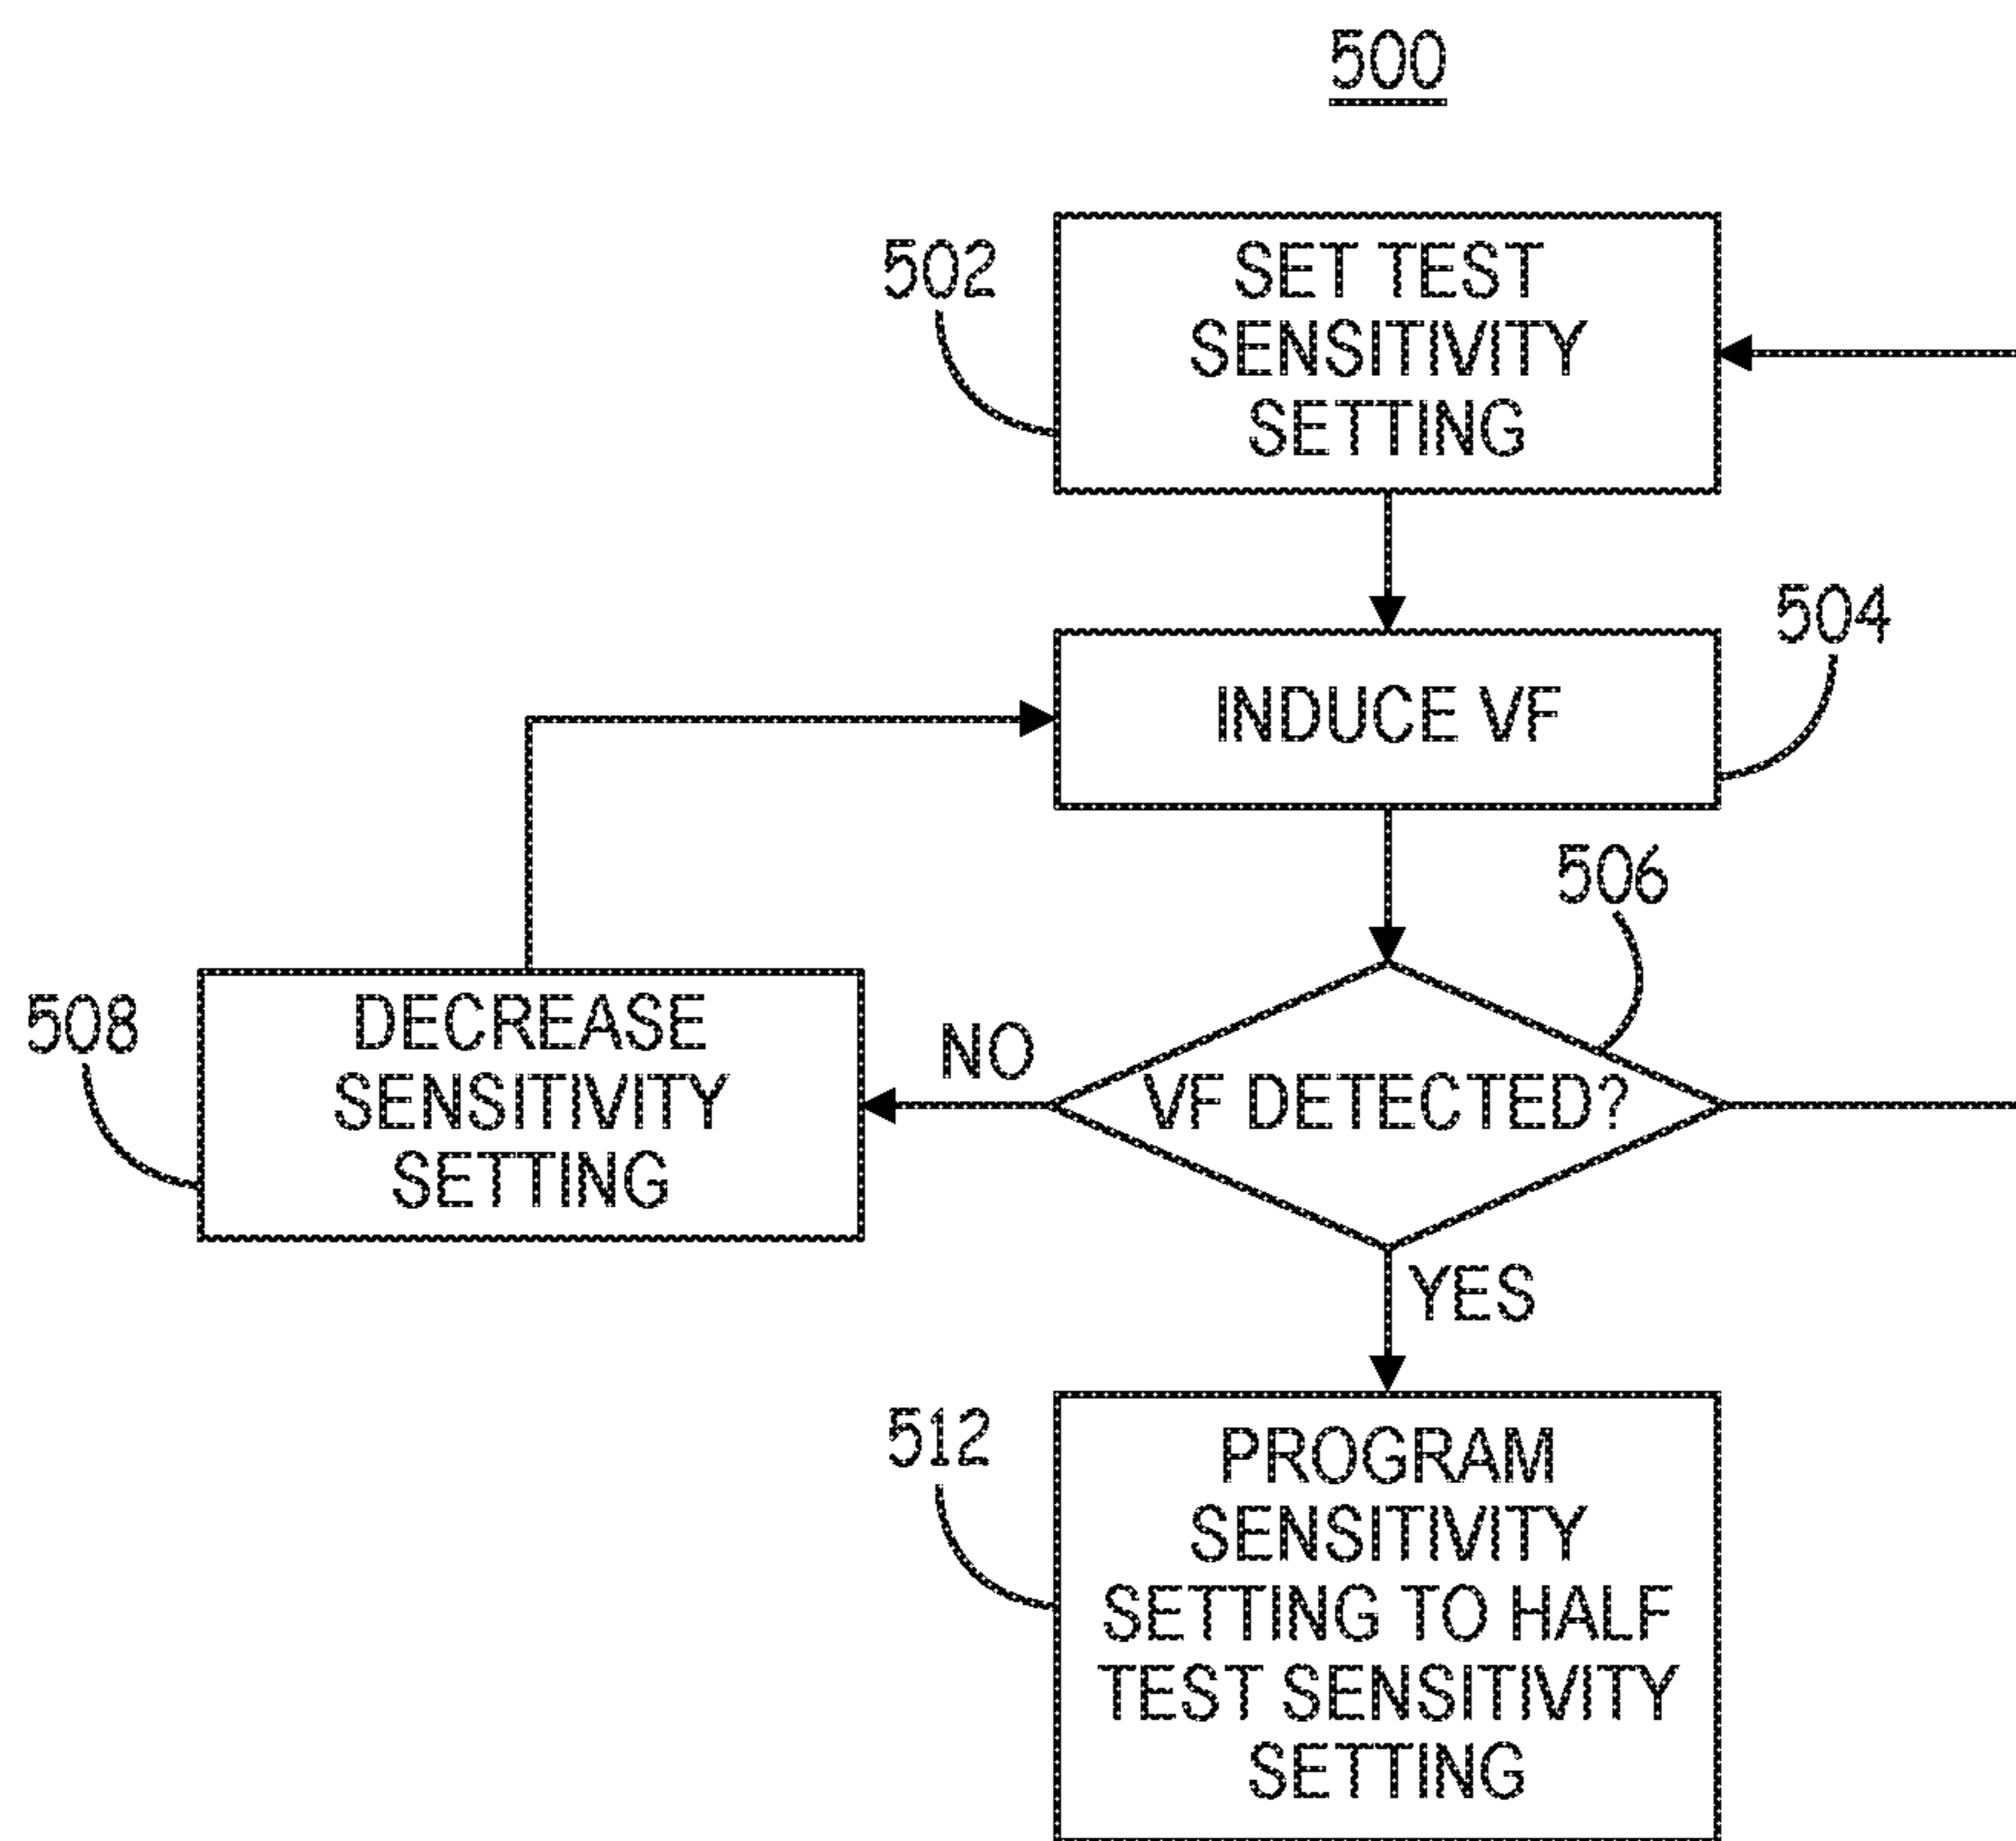 500
502
SET TEST
SENSITIVITY
SETTING
504
INDUCE VF
506
508
DECREASE
SENSITIVITY
SETTING
NO
VF DETECTED?
YES
512
PROGRAM
SENSITIVITY
SETTING TO HALF
TEST SENSITIVITY
SETTING